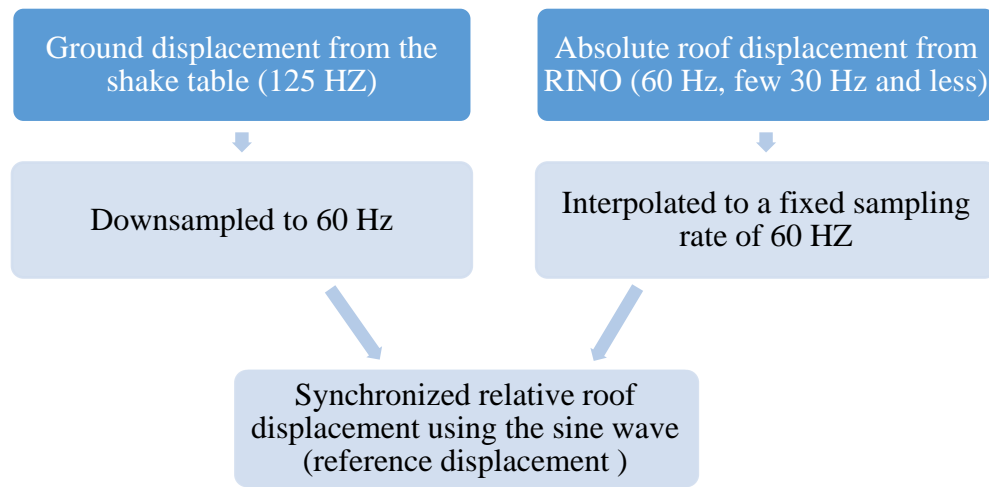 Ground displacement from the
shake table (125 HZ)
Absolute roof displacement from
RINO (60 Hz, few 30 Hz and less)
Downsampled to 60 Hz
Interpolated to a fixed sampling
rate of 60 HZ
Synchronized relative roof
displacement using the sine wave
(reference displacement )